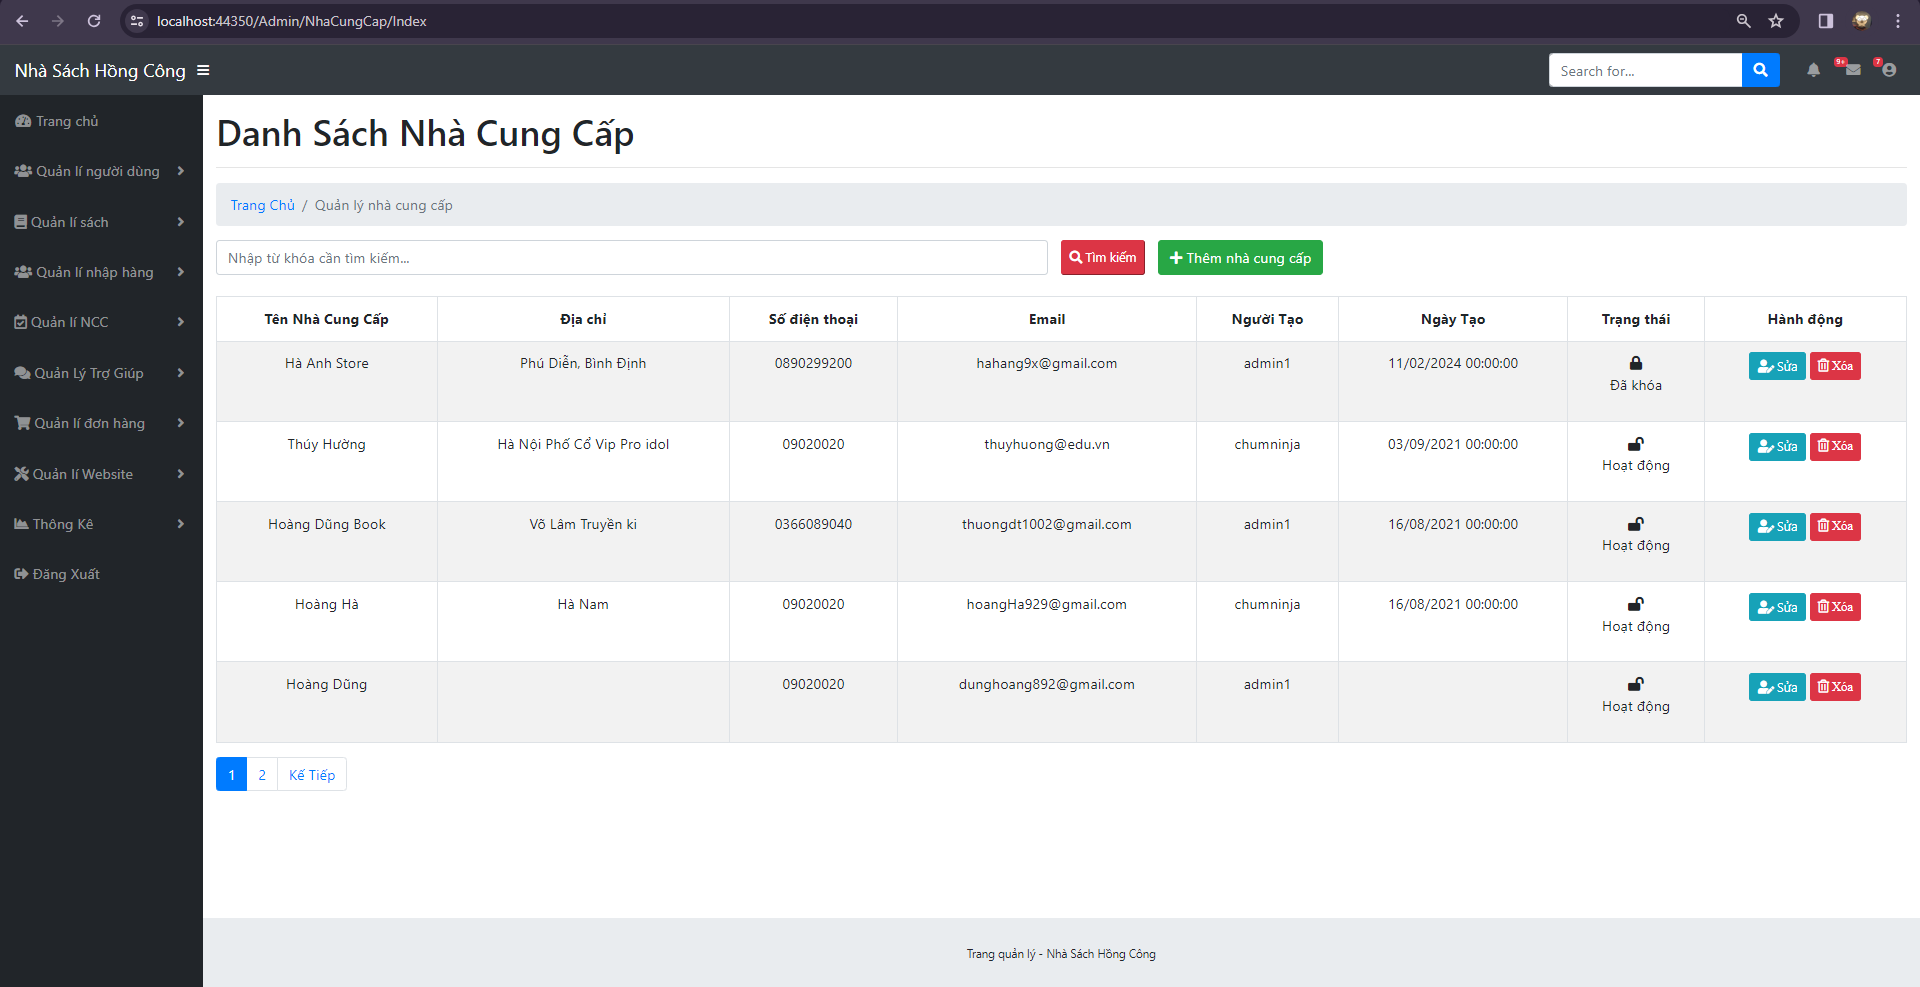 localhost:44350/Admin/NhaCungCap/Index
Nhà Sách Hồng Công
Search for...
9+
7
Trang chủ
Quản lí người dùng
Quản lí sách
Quản lí nhập hàng
Quản lí NCC
Quản Lý Trợ Giúp
Quản lí đơn hàng
Quản lí Website
Thông Kê
Đăng Xuất
Danh Sách Nhà Cung Cấp
Trang Chủ / Quản lý nhà cung cấp
Nhập từ khóa cần tìm kiếm...
Tìm kiếm
Thêm nhà cung cấp
Tên Nhà Cung Cấp Địa chỉ Số điện thoại Email Người Tạo Ngày Tạo Trạng thái Hành động
Hà Anh Store Phú Diễn, Bình Định 0890299200 hahang9x@gmail.com admin1 11/02/2024 00:00:00 Đã khóa Sửa Xóa
Thúy Hường Hà Nội Phố Cổ Vip Pro idol 09020020 thuyhuong@edu.vn chumninja 03/09/2021 00:00:00 Hoạt động Sửa Xóa
Hoàng Dũng Book Võ Lâm Truyền ki 0366089040 thuongdt1002@gmail.com admin1 16/08/2021 00:00:00 Hoạt động Sửa Xóa
Hoàng Hà Hà Nam 09020020 hoangHa929@gmail.com chumninja 16/08/2021 00:00:00 Hoạt động Sửa Xóa
Hoàng Dũng 09020020 dunghoang892@gmail.com admin1 Hoạt động Sửa Xóa
1 2 Kế Tiếp
Trang quản lý - Nhà Sách Hồng Công